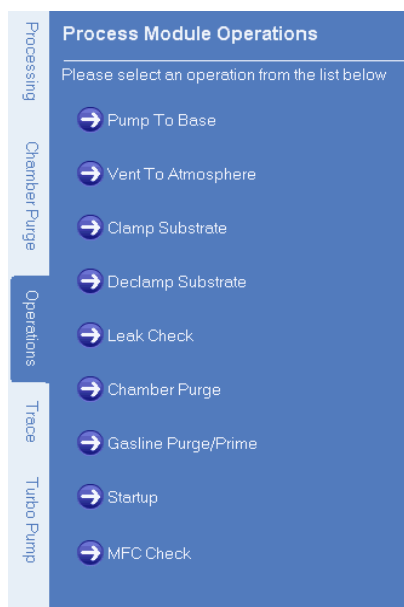 Process Module Operations
Please select an operation from the list below
Pump To Base
Vent To Atmosphere
Clamp Substrate
Declamp Substrate
Leak Check
Chamber Purge
Gasline Purge/Prime
Startup
MFC Check
Processing
Chamber Purge
Operations
Trace
Turbo Pump